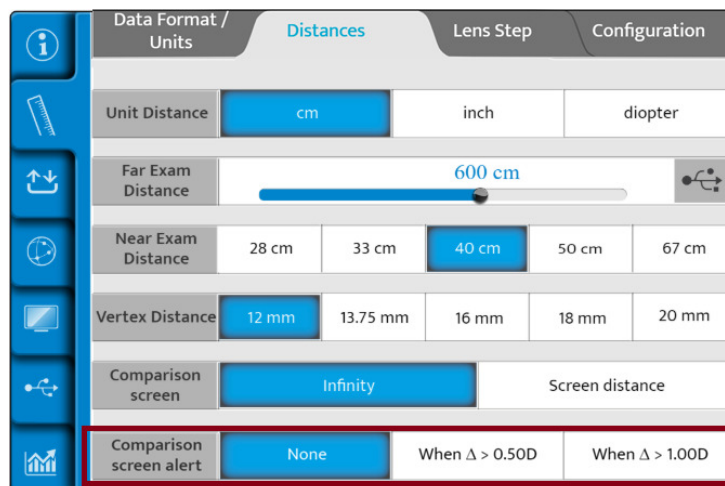 Data Format /
Units
Distances
Lens Step
Configuration
Unit Distance
cm
inch
diopter
Far Exam
Distance
600 cm
Near Exam
Distance
28 cm
33 cm
40 cm
50 cm
67 cm
Vertex Distance
12 mm
13.75 mm
16 mm
18 mm
20 mm
Comparison
screen
Infinity
Screen distance
Comparison
screen alert
None
When Δ > 0.50D
When Δ > 1.00D